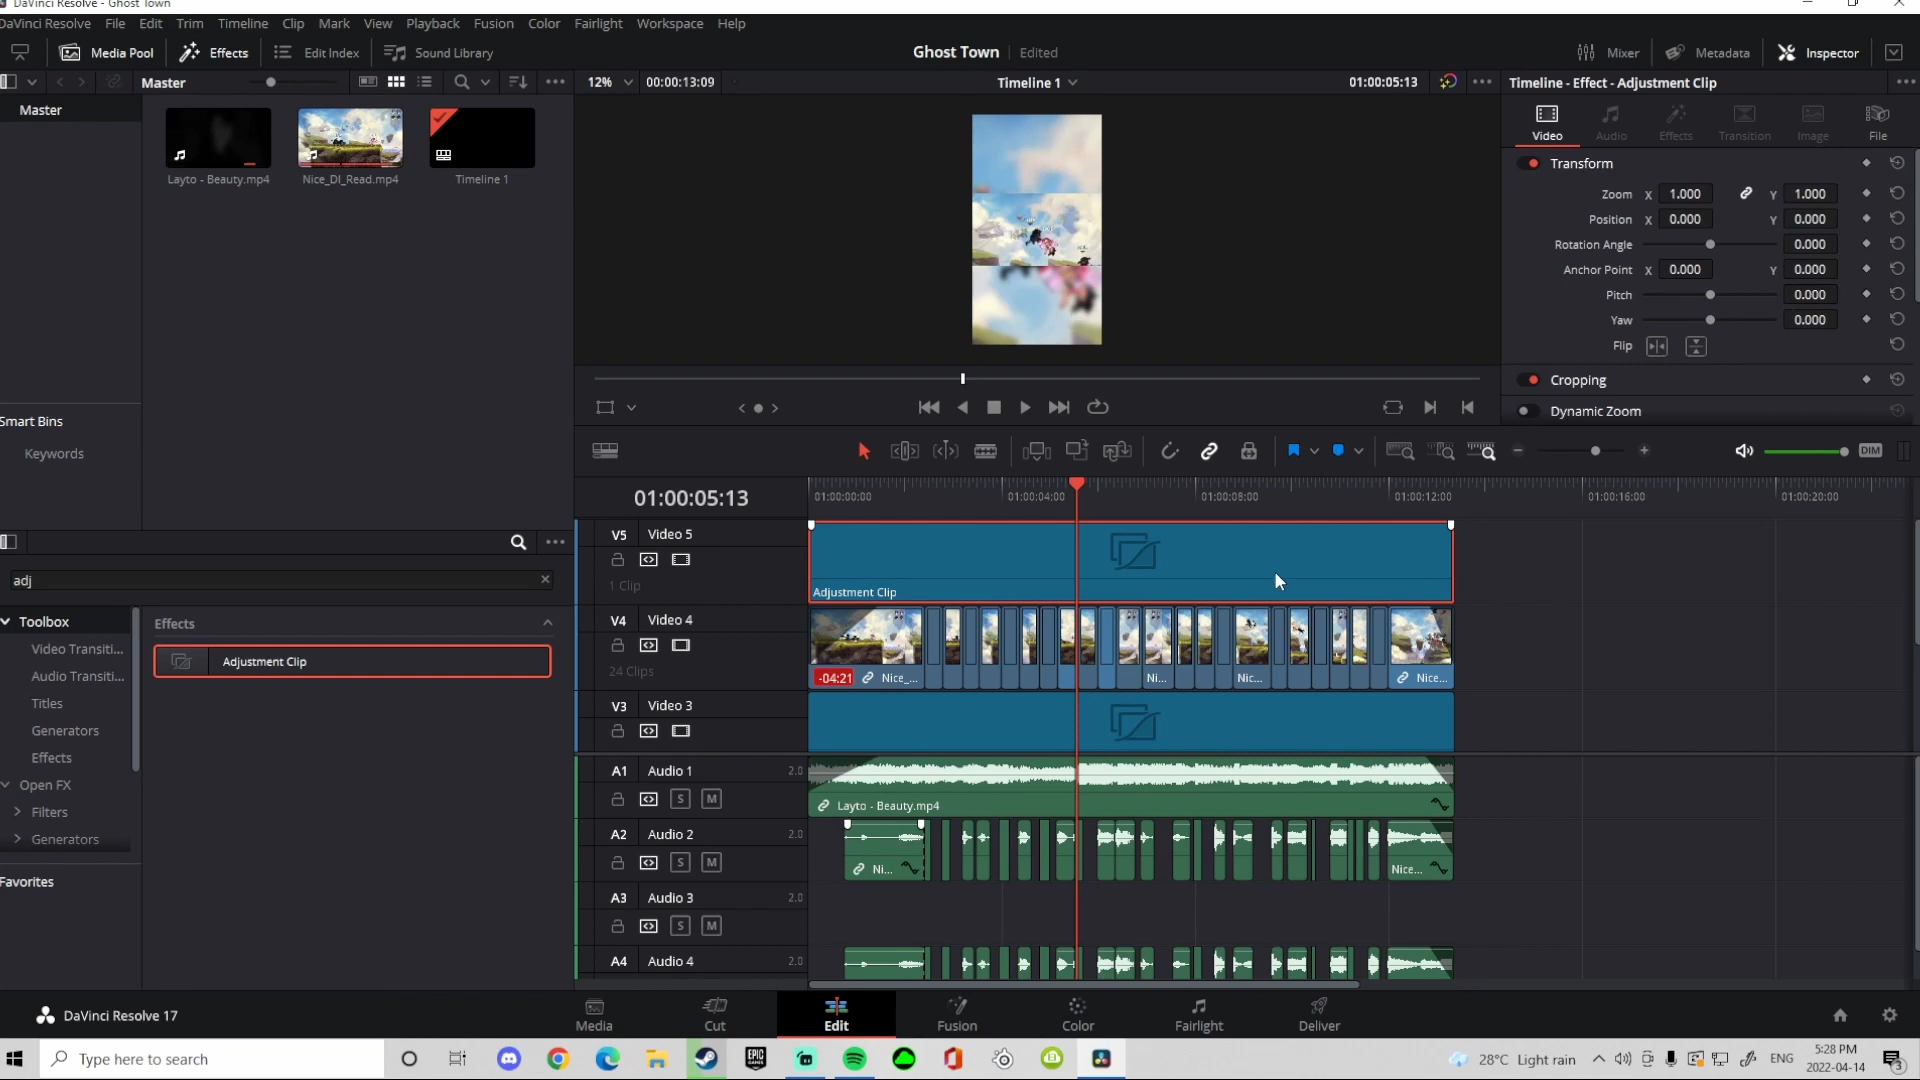 DaVinci Resolve - Ghost Town
DaVinci Resolve File Edit Trim Timeline Clip Mark View Playback Fusion Color Fairlight Workspace Help
Media Pool Effects Edit Index Sound Library Ghost Town Edited Mixer Metadata Inspector
Master 12% 00:00:13:09 Timeline 1 01:00:05:13 Timeline - Effect - Adjustment Clip
Master
Layto - Beauty.mp4 Nice_DI_Read.mp4 Timeline 1
Video Audio Effects Transition Image File
Transform
Zoom X 1.000 Y 1.000
Position X 0.000 Y 0.000
Rotation Angle 0.000
Anchor Point X 0.000 Y 0.000
Pitch 0.000
Yaw 0.000
Flip
Cropping
Dynamic Zoom
Smart Bins
Keywords
DIM
01:00:05:13 01:00:00:00 01:00:04:00 01:00:08:00 01:00:12:00 01:00:16:00 01:00:20:00
adj
Toolbox
Video Transiti...
Audio Transiti...
Titles
Generators
Effects
Open FX
Filters
Generators
Favorites
Effects
Adjustment Clip
V5 Video 5
1 Clip
Adjustment Clip
V4 Video 4
24 Clips
-04:21 Nice_... Ni... Nic... Nice...
V3 Video 3
A1 Audio 1 2.0
S M
Layto - Beauty.mp4
A2 Audio 2 2.0
S M
Ni... Nice...
A3 Audio 3 2.0
S M
A4 Audio 4 2.0
DaVinci Resolve 17
Media Cut Edit Fusion Color Fairlight Deliver
Type here to search
EPIC GAMES
28°C Light rain
ENG
5:28 PM
2022-04-14
3